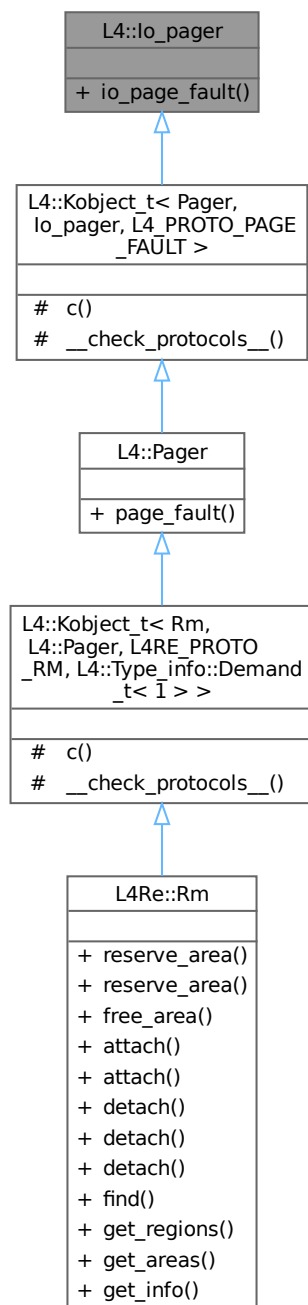 L4::Io_pager
+ io_page_fault()
L4::Kobject_t< Pager,
Io_pager, L4_PROTO_PAGE
_FAULT >
# c()
# __check_protocols__()
L4::Pager
+ page_fault()
L4::Kobject_t< Rm,
L4::Pager, L4RE_PROTO
_RM, L4::Type_info::Demand
_t< 1 > >
# c()
# __check_protocols__()
L4Re::Rm
+ reserve_area()
+ reserve_area()
+ free_area()
+ attach()
+ attach()
+ detach()
+ detach()
+ detach()
+ find()
+ get_regions()
+ get_areas()
+ get_info()